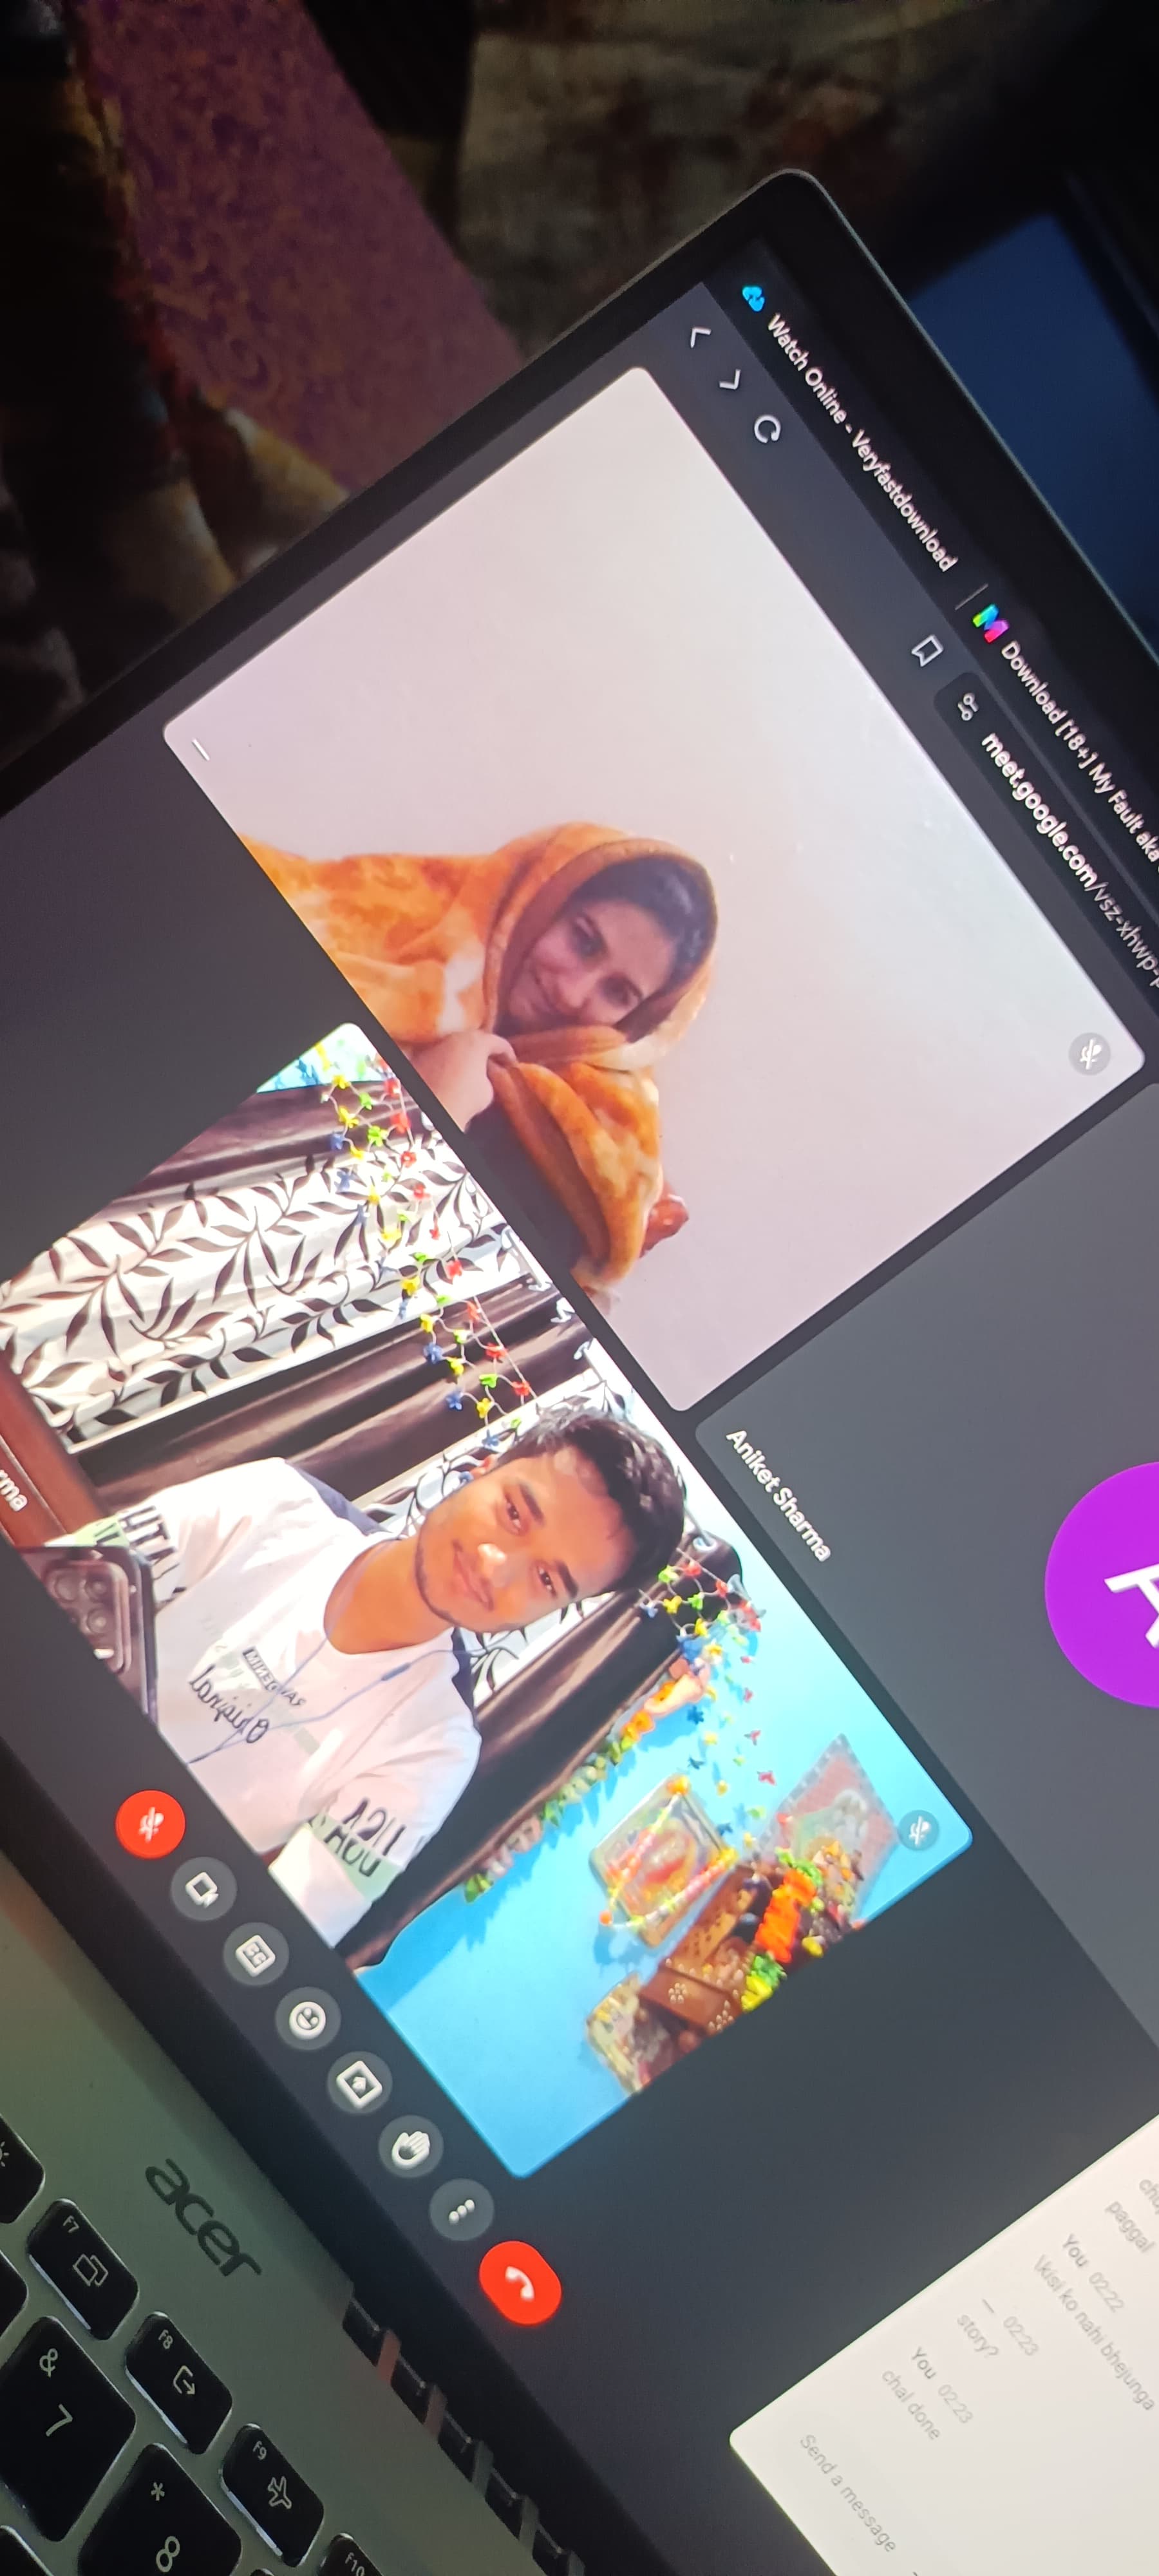 Watch Online - Veryfastdownload
Download [18+] My Fault aka
meet.google.com/vsz-xhwp-
Aniket Sharma
A
rma
Original
paggal
You 02:22
\kisi ko nahi bhejunga
— 02:23
story?
You 02:23
chal done
Send a message
acer
F7
F8
F9
F10
&
7
*
8